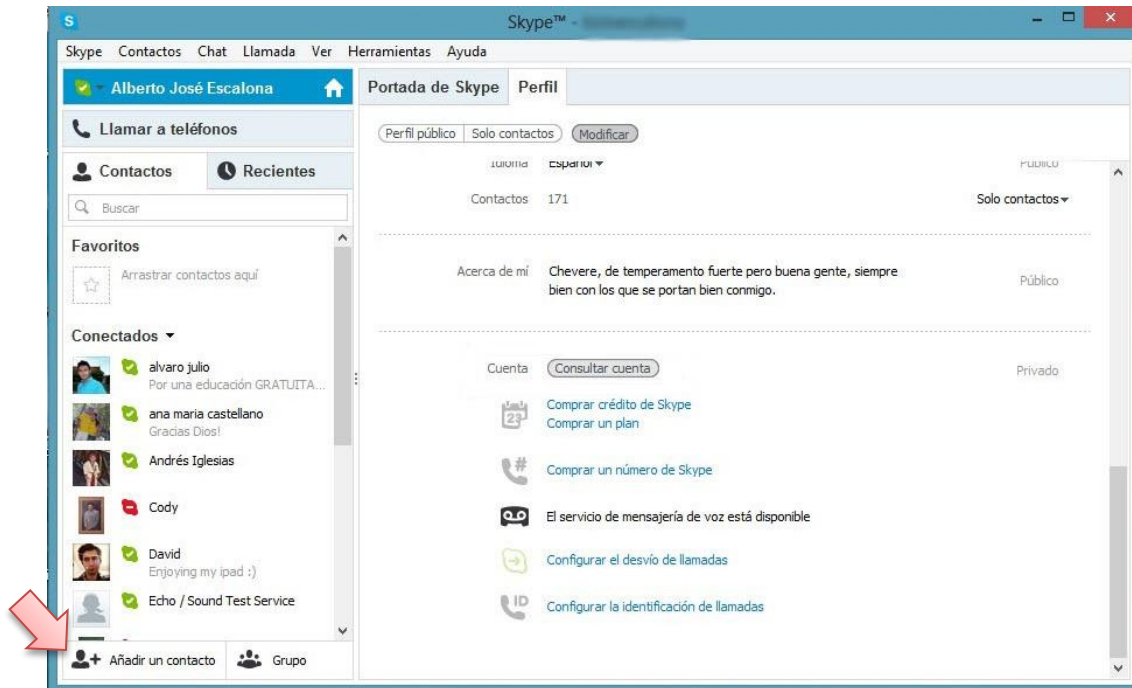 Skype™ -
Skype Contactos Chat Llamada Ver Herramientas Ayuda
Alberto José Escalona
Llamar a teléfonos
Contactos Recientes
Buscar
Favoritos
Arrastrar contactos aquí
Conectados
alvaro julio
Por una educación GRATUITA...
ana maria castellano
Gracias Dios!
Andrés Iglesias
Cody
David
Enjoying my ipad :)
Echo / Sound Test Service
Añadir un contacto Grupo
Portada de Skype Perfil
Perfil público Solo contactos Modificar
Idioma Español Público
Contactos 171 Solo contactos
Acerca de mí Chevere, de temperamento fuerte pero buena gente, siempre
bien con los que se portan bien conmigo. Público
Cuenta Consultar cuenta Privado
23 Comprar crédito de Skype
Comprar un plan
# Comprar un número de Skype
El servicio de mensajería de voz está disponible
Configurar el desvío de llamadas
ID Configurar la identificación de llamadas